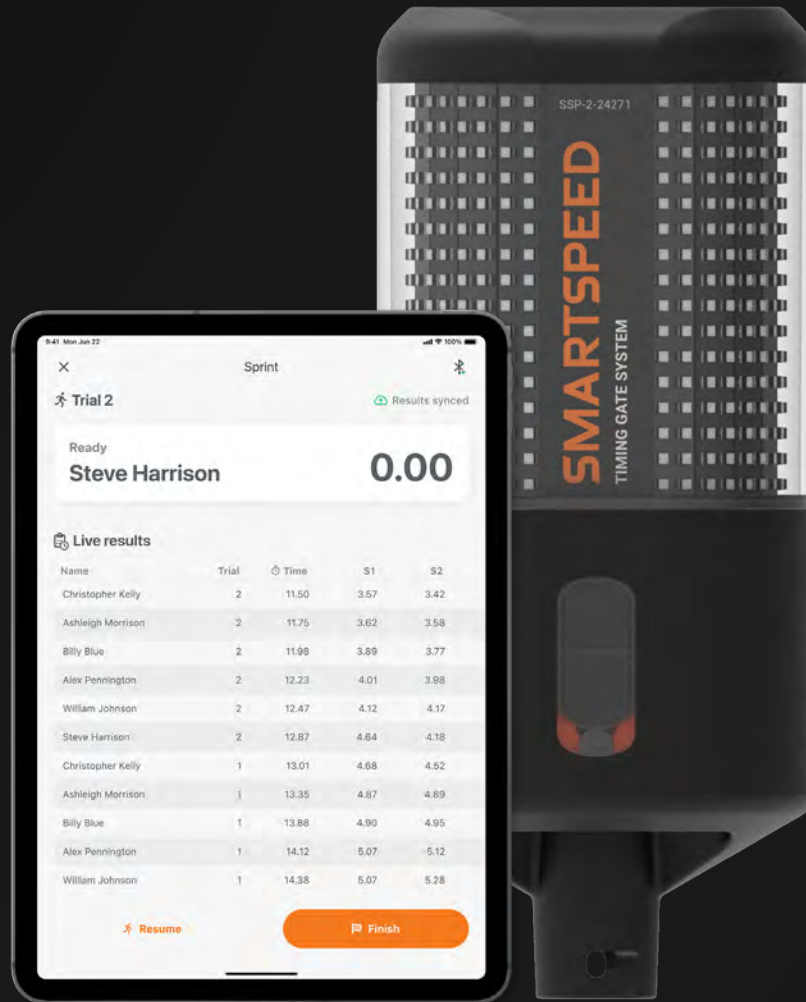 SSP-2-24271
SMARTSPEED
TIMING GATE SYSTEM
9:41 Mon Jun 22 100%
Sprint
Trial 2 Results synced
Ready
Steve Harrison 0.00
Live results
Name Trial Time S1 S2
Christopher Kelly 2 11.50 3.57 3.42
Ashleigh Morrison 2 11.75 3.62 3.58
Billy Blue 2 11.98 3.89 3.77
Alex Pennington 2 12.23 4.01 3.98
William Johnson 2 12.47 4.12 4.17
Steve Harrison 2 12.87 4.64 4.18
Christopher Kelly 1 13.01 4.68 4.52
Ashleigh Morrison 1 13.35 4.87 4.89
Billy Blue 1 13.88 4.90 4.95
Alex Pennington 1 14.12 5.07 5.12
William Johnson 1 14.38 5.07 5.28
Resume Finish